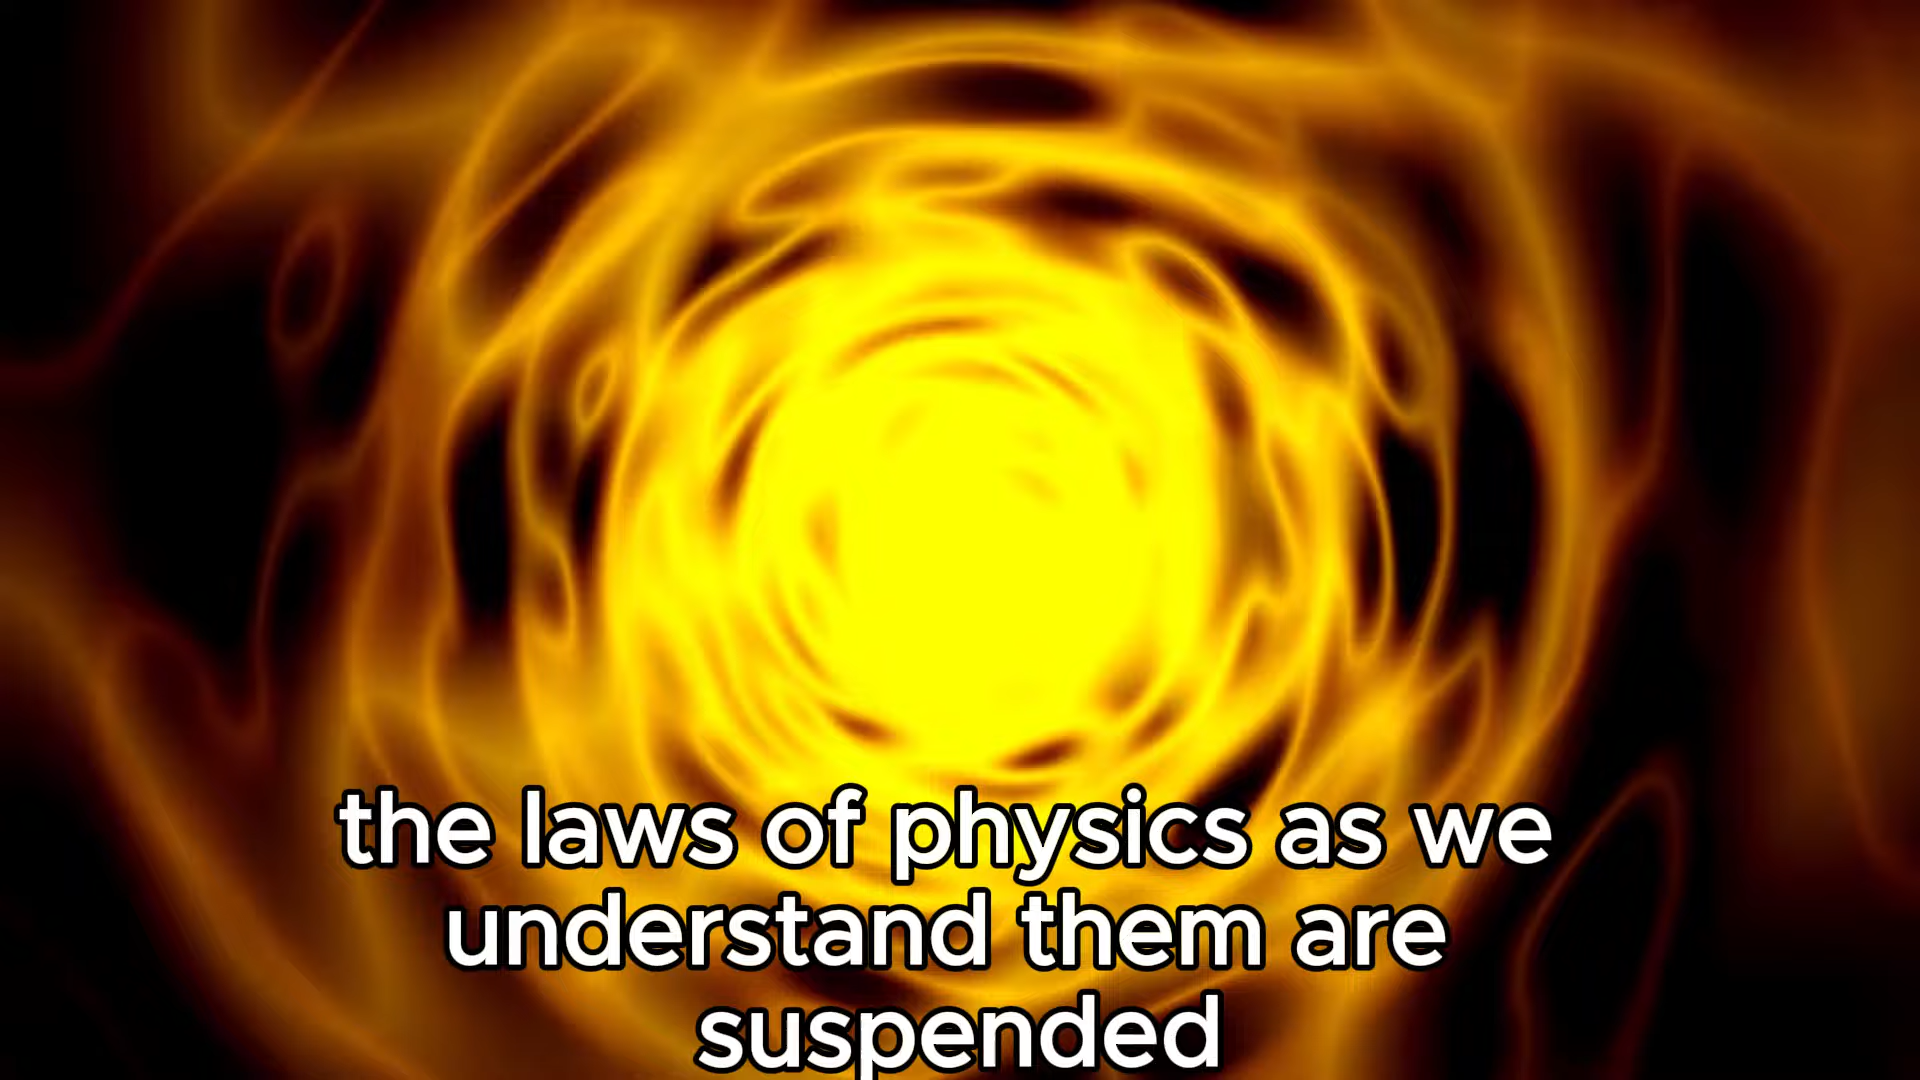 the laws of physics as we
understand them are
suspended